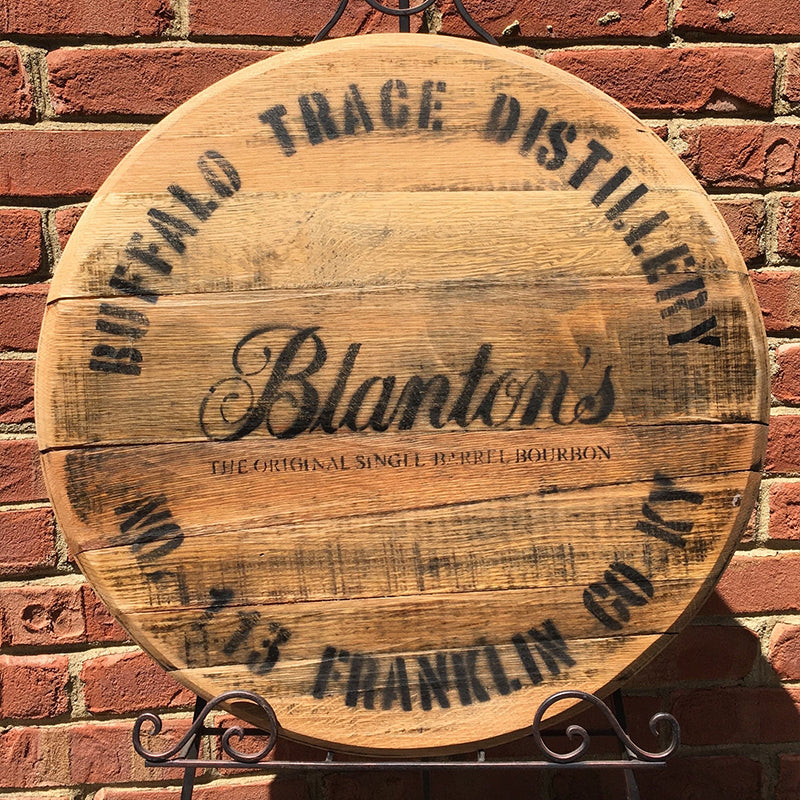 BUFFALO TRACE DISTILLERY
Blanton's
THE ORIGINAL SINGLE BARREL BOURBON
NO. 113 FRANKLIN CO KY